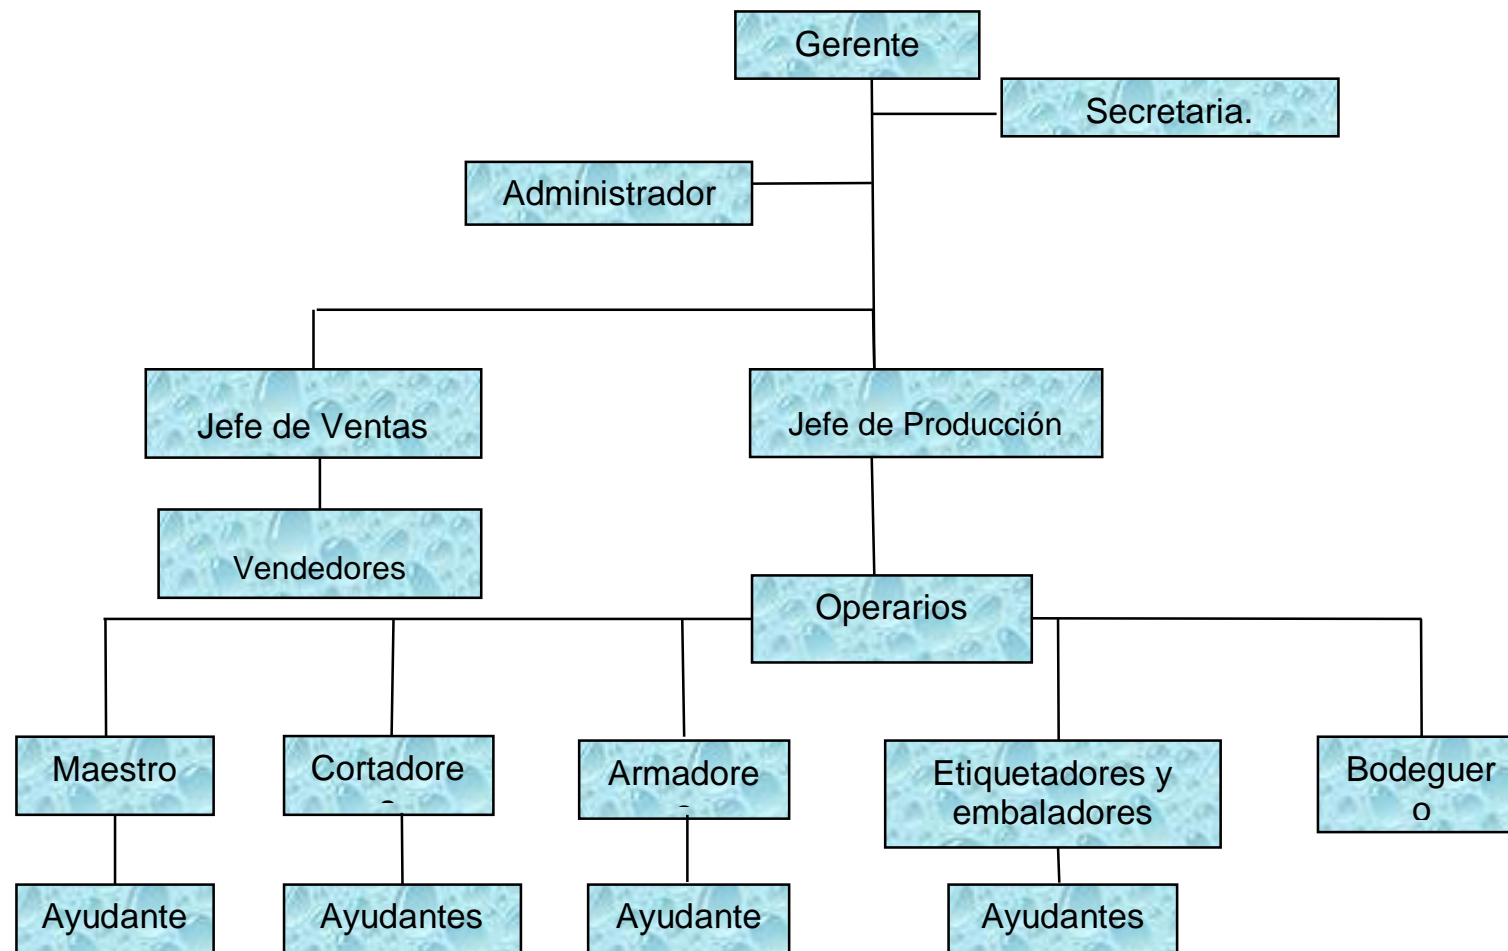 Gerente
Secretaria.
Administrador
Jefe de Ventas
Jefe de Producción
Vendedores
Operarios
Maestro
Cortadore
Armadore
Etiquetadores y
embaladores
Bodeguer
o
Ayudante
Ayudantes
Ayudante
Ayudantes